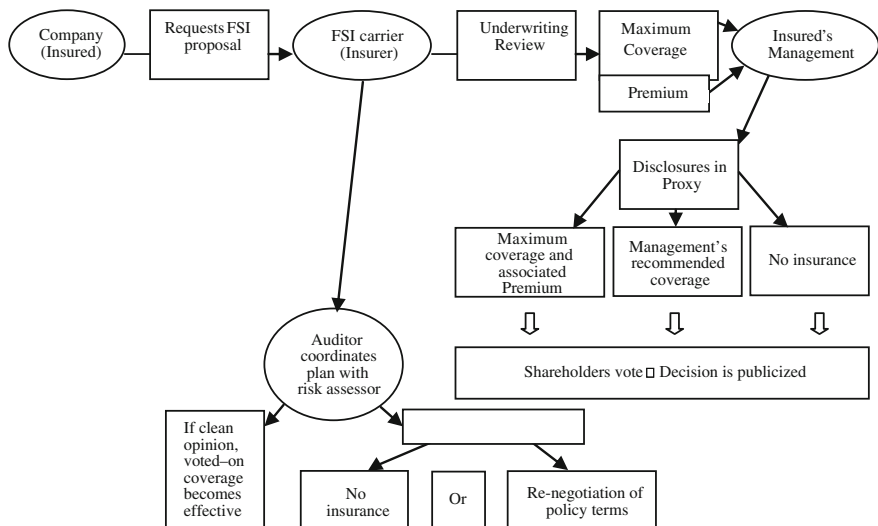 Company
(Insured)
Requests FSI
proposal
FSI carrier
(Insurer)
Underwriting
Review
Maximum
Coverage
Premium
Insured's
Management
Disclosures in
Proxy
Maximum
coverage and
associated
Premium
Management's
recommended
coverage
No insurance
Shareholders vote □ Decision is publicized
Auditor
coordinates
plan with
risk assessor
If clean
opinion,
voted–on
coverage
becomes
effective
No
insurance
Or
Re-negotiation of
policy terms